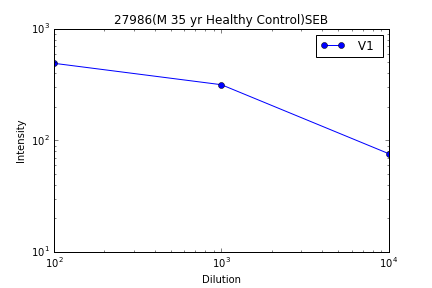 27986(M 35 yr Healthy Control)SEB
10³
V1
10²
Intensity
10¹
10² 10³ 10⁴
Dilution